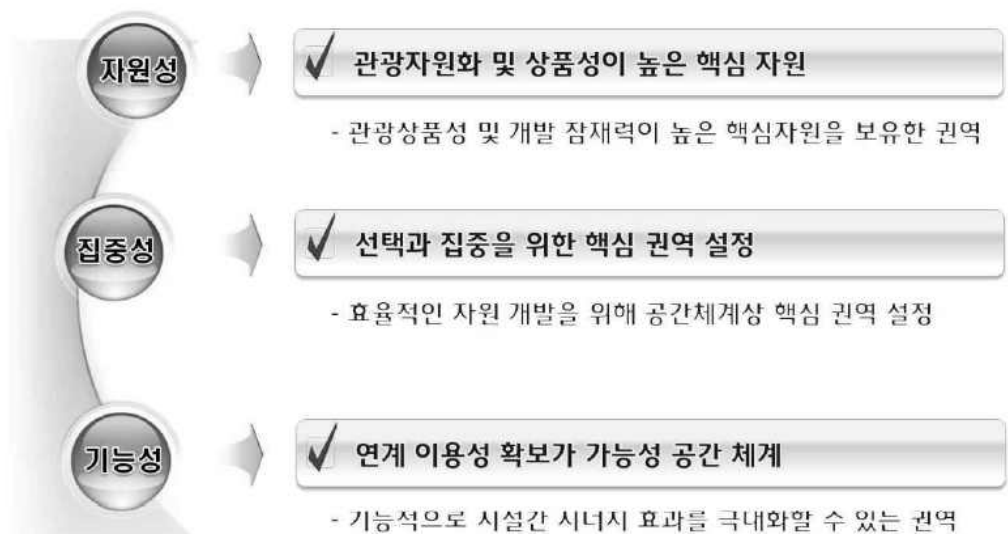 자원성
관광자원화 및 상품성이 높은 핵심 자원
- 관광상품성 및 개발 잠재력이 높은 핵심자원을 보유한 권역
집중성
선택과 집중을 위한 핵심 권역 설정
- 효율적인 자원 개발을 위해 공간체계상 핵심 권역 설정
기능성
연계 이용성 확보가 가능성 공간 체계
- 기능적으로 시설간 시너지 효과를 극대화할 수 있는 권역